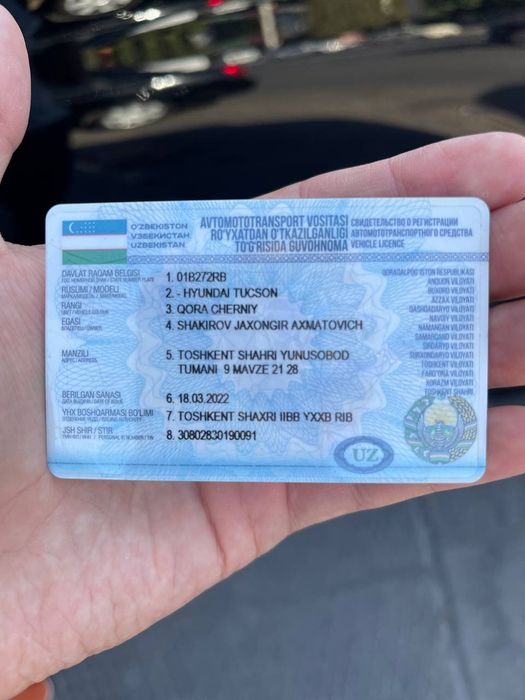 O'ZBEKISTON
ЎЗБЕКИСТАН
UZBEKISTAN
AVTOMOTOTRANSPORT VOSITASI
RO'YXATDAN O'TKAZILGANLIGI
TO'G'RISIDA GUVOHNOMA
СВИДЕТЕЛЬСТВО О РЕГИСТРАЦИИ
АВТОМОТОТРАНСПОРТНОГО СРЕДСТВА
VEHICLE LICENCE
DAVLAT RAQAM BELGISI
1. 01B272RB
RUSUMI / MODELI
2. - HYUNDAI TUCSON
RANGI
3. QORA CHERNIY
EGASI
4. SHAKIROV JAXONGIR AXMATOVICH
MANZILI
5. TOSHKENT SHAHRI YUNUSOBOD
TUMANI 9 MAVZE 21 28
BERILGAN SANASI
6. 18.03.2022
YHX BOSHQARMASI BO'LIMI
7. TOSHKENT SHAXRI IIBB YXXB RIB
JSH SHIR / STIR
8. 30802830190091
QORAQALPOG'ISTON RESPUBLIKASI
ANDIJON VILOYATI
BUXORO VILOYATI
JIZZAX VILOYATI
QASHQADARYO VILOYATI
NAVOIY VILOYATI
NAMANGAN VILOYATI
SAMARQAND VILOYATI
SIRDARYO VILOYATI
SURXONDARYO VILOYATI
TOSHKENT VILOYATI
FARG'ONA VILOYATI
XORAZM VILOYATI
TOSHKENT SHAHRI
UZ